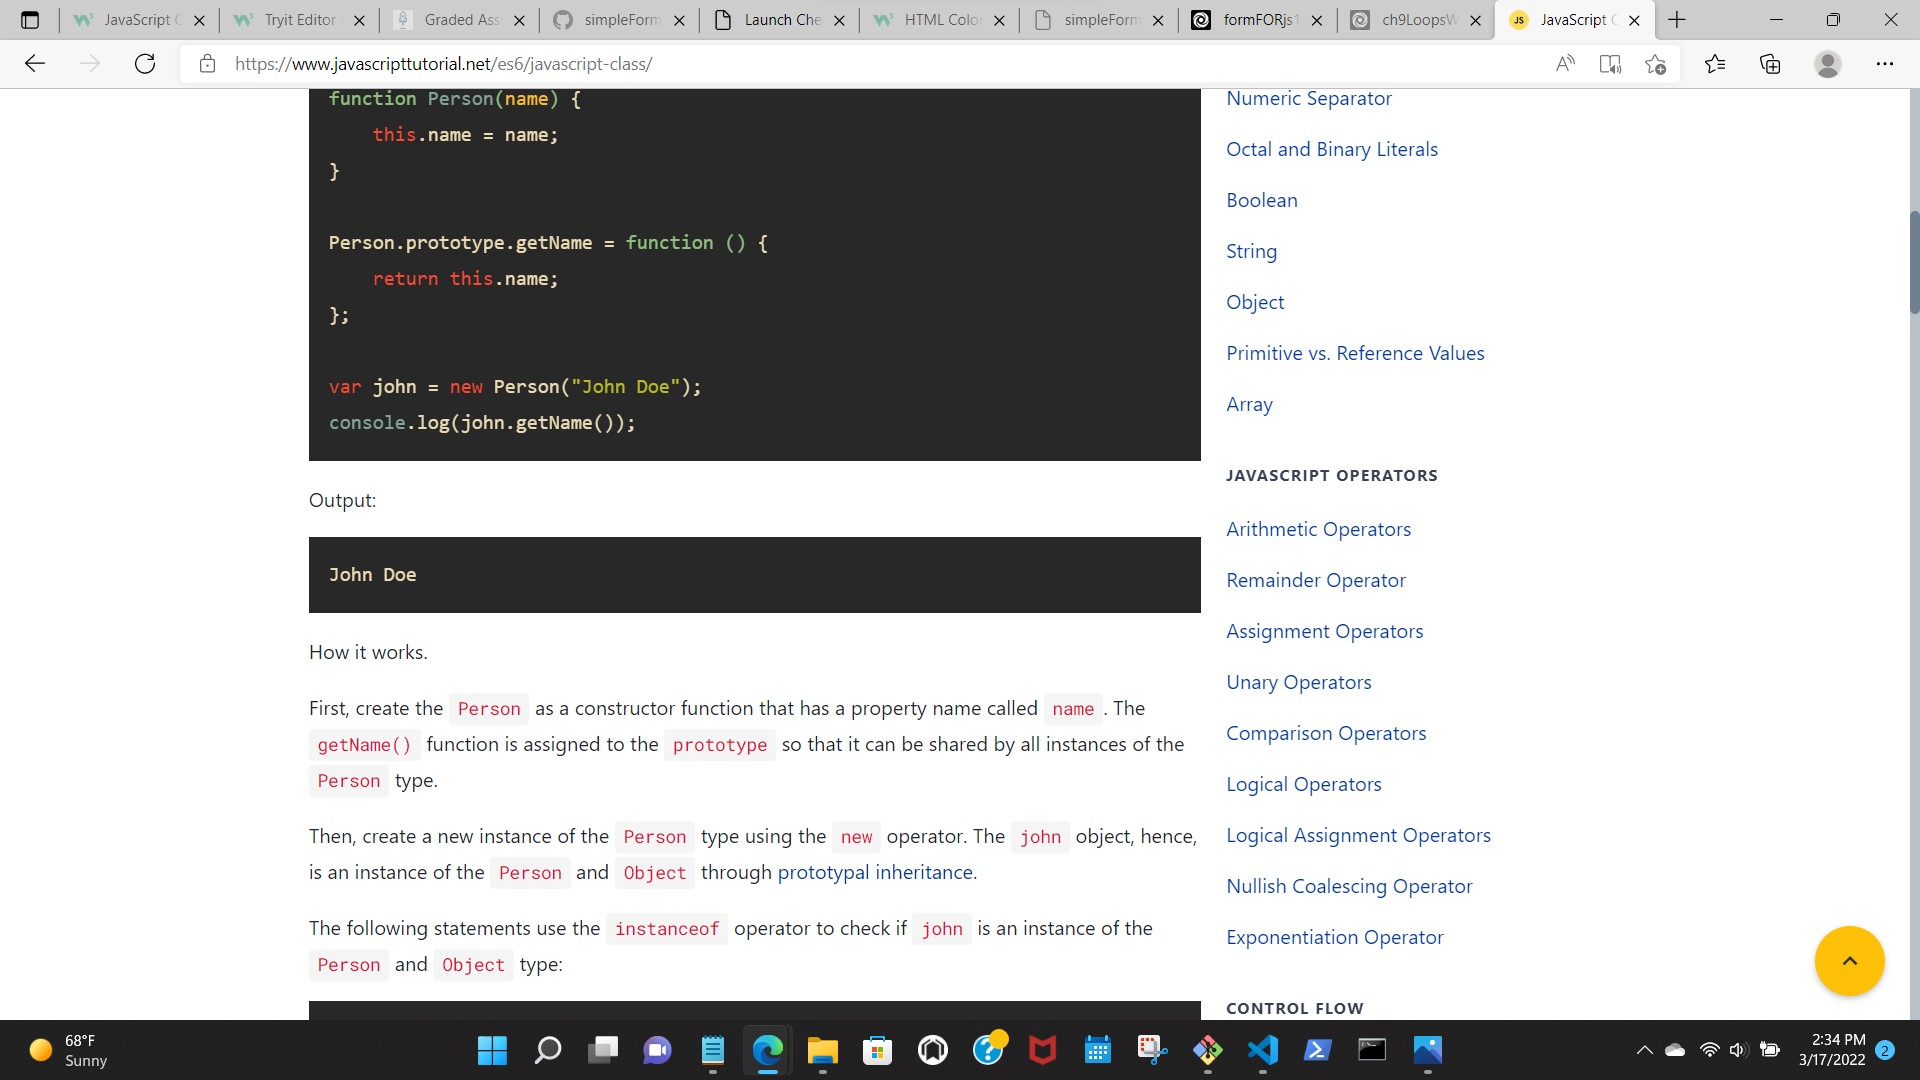 JavaScript C
Tryit Editor
Graded Ass
simpleForm
Launch Che
HTML Colo
simpleForm
formFORjs1
ch9LoopsW
JS JavaScript C
https://www.javascripttutorial.net/es6/javascript-class/
function Person(name) {
this.name = name;
}
Person.prototype.getName = function () {
return this.name;
};
var john = new Person("John Doe");
console.log(john.getName());
Output:
John Doe
How it works.
First, create the Person as a constructor function that has a property name called name . The
getName() function is assigned to the prototype so that it can be shared by all instances of the
Person type.
Then, create a new instance of the Person type using the new operator. The john object, hence,
is an instance of the Person and Object through prototypal inheritance.
The following statements use the instanceof operator to check if john is an instance of the
Person and Object type:
Numeric Separator
Octal and Binary Literals
Boolean
String
Object
Primitive vs. Reference Values
Array
JAVASCRIPT OPERATORS
Arithmetic Operators
Remainder Operator
Assignment Operators
Unary Operators
Comparison Operators
Logical Operators
Logical Assignment Operators
Nullish Coalescing Operator
Exponentiation Operator
CONTROL FLOW
68°F
Sunny
2:34 PM
3/17/2022
2